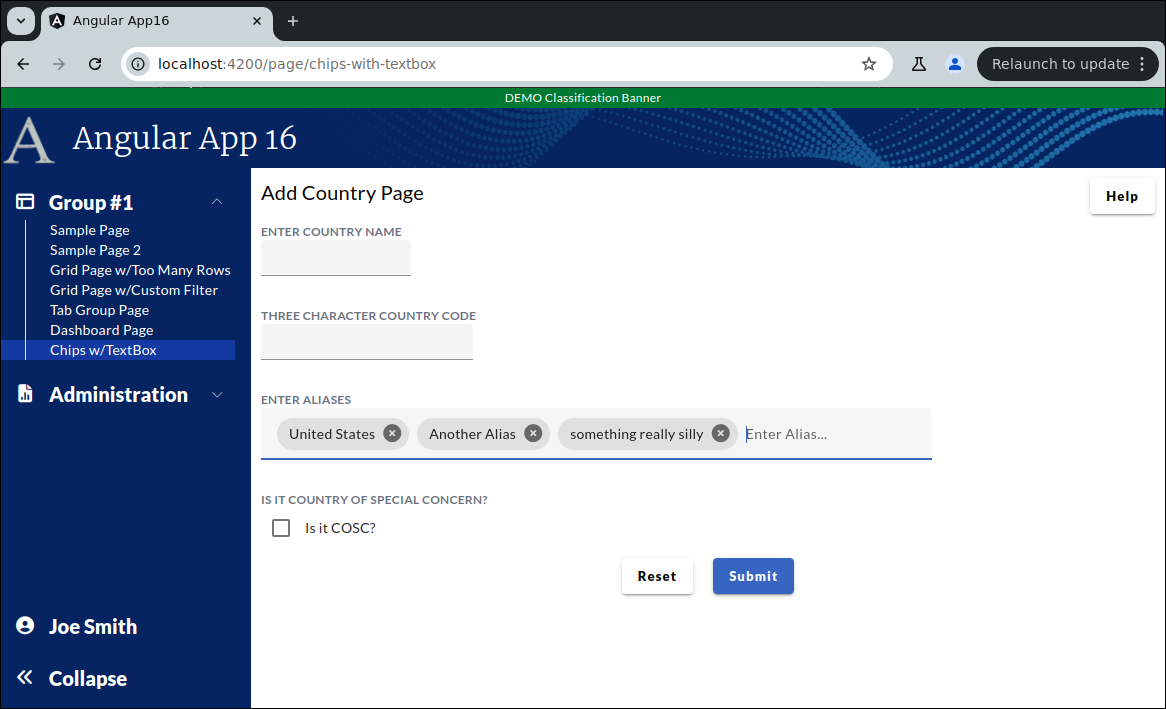 Angular App16
localhost:4200/page/chips-with-textbox
Relaunch to update
DEMO Classification Banner
A Angular App 16
Group #1
Sample Page
Sample Page 2
Grid Page w/Too Many Rows
Grid Page w/Custom Filter
Tab Group Page
Dashboard Page
Chips w/TextBox
Administration
Joe Smith
Collapse
Add Country Page
Help
ENTER COUNTRY NAME
THREE CHARACTER COUNTRY CODE
ENTER ALIASES
United States Another Alias something really silly Enter Alias...
IS IT COUNTRY OF SPECIAL CONCERN?
Is it COSC?
Reset Submit